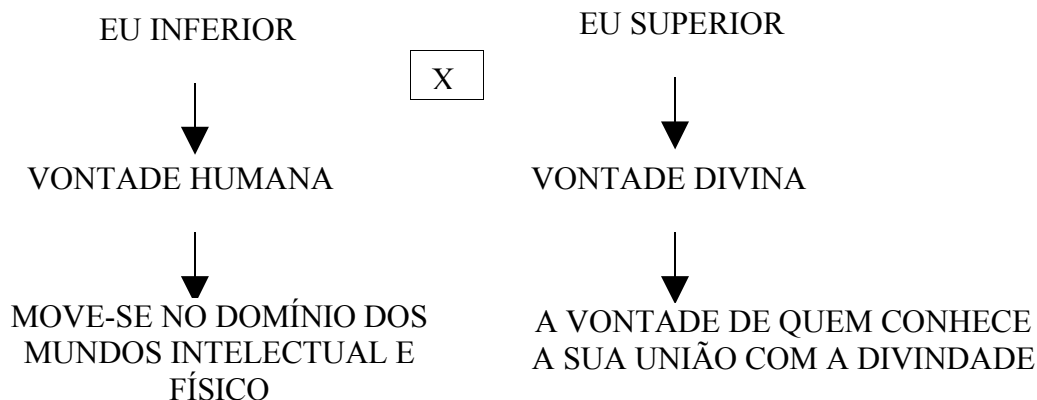 EU INFERIOR
X
EU SUPERIOR
VONTADE HUMANA
VONTADE DIVINA
MOVE-SE NO DOMÍNIO DOS
MUNDOS INTELECTUAL E
FÍSICO
A VONTADE DE QUEM CONHECE
A SUA UNIÃO COM A DIVINDADE